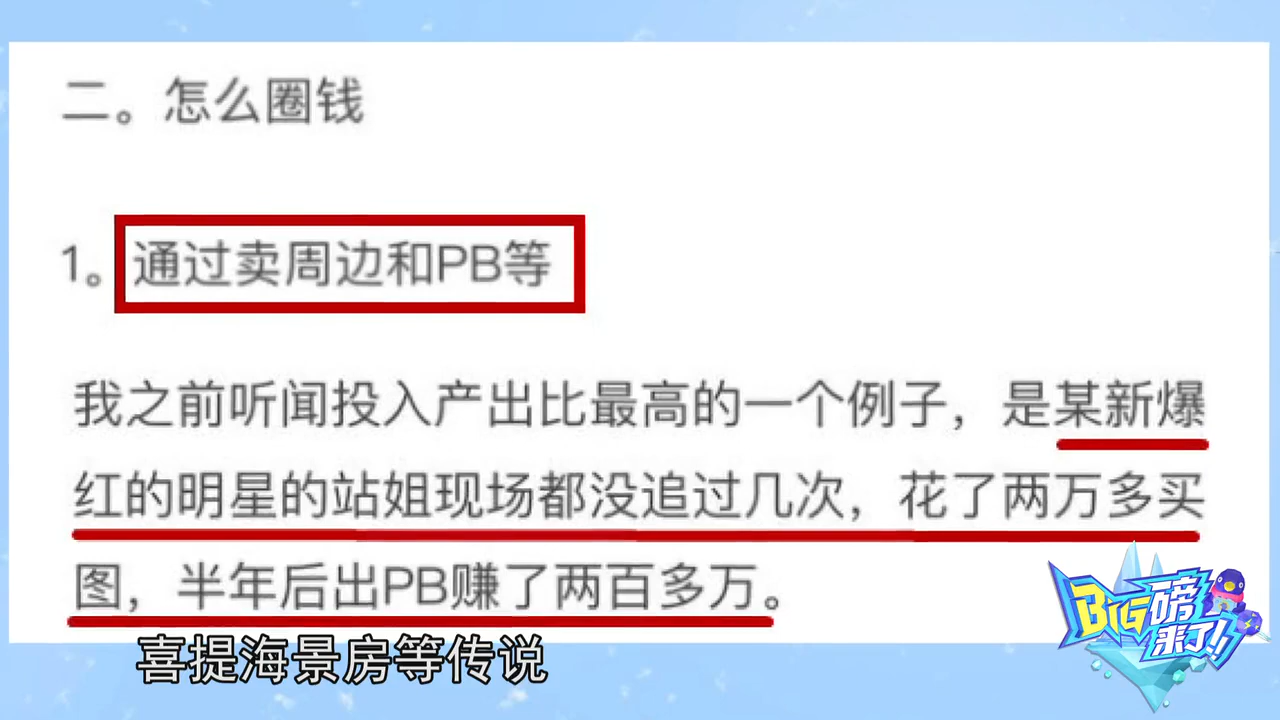 二。怎么圈钱
1。通过卖周边和PB等
我之前听闻投入产出比最高的一个例子，是某新爆
红的明星的站姐现场都没追过几次，花了两万多买
图，半年后出PB赚了两百多万。
喜提海景房等传说
BIG磅
来了!!